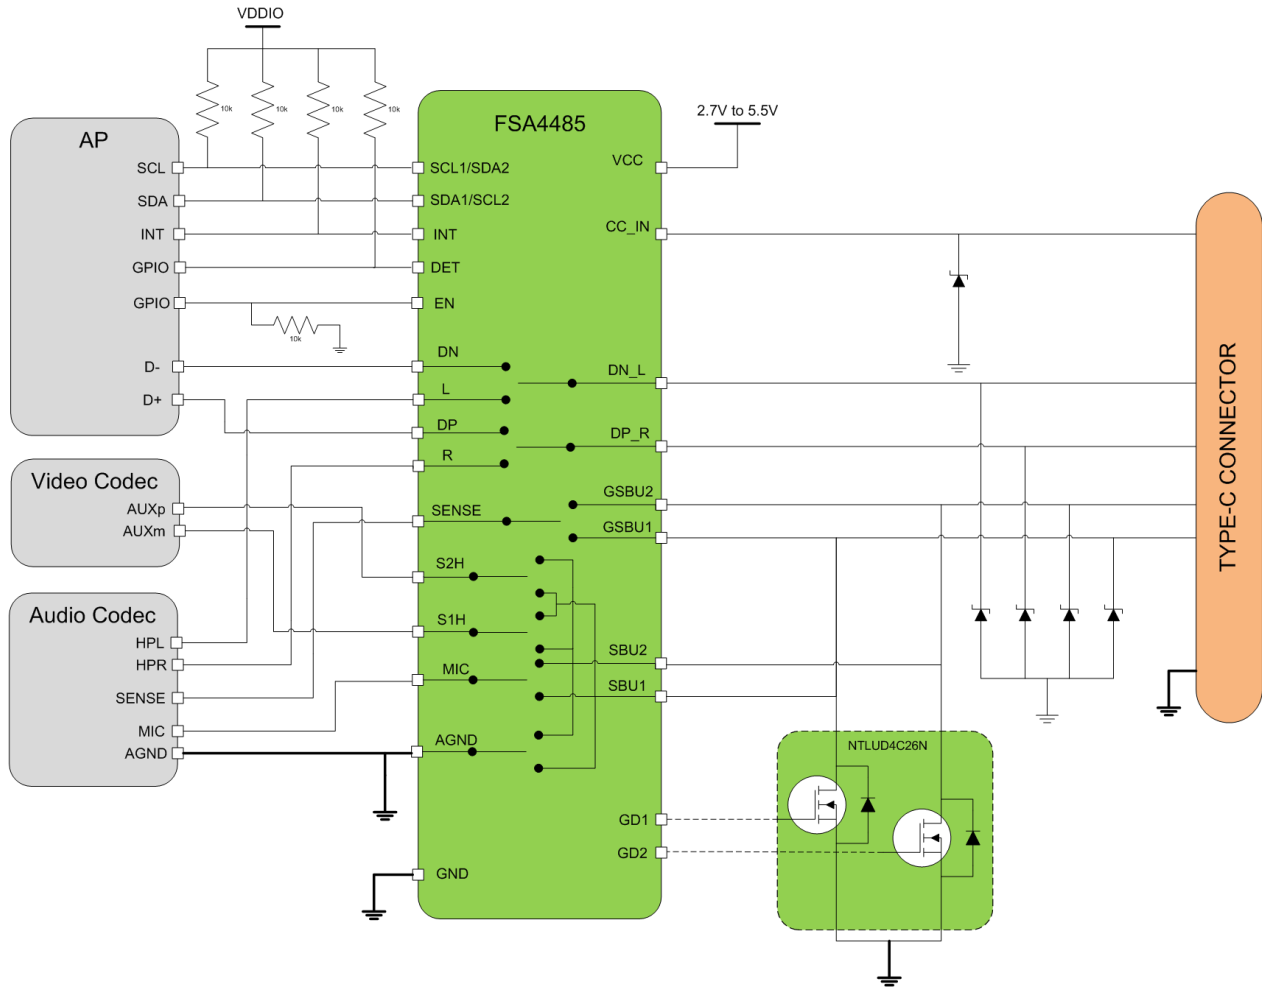 VDDIO
10k
10k
10k
10k
AP
SCL
SDA
INT
GPIO
GPIO
10k
D-
D+
Video Codec
AUXp
AUXm
Audio Codec
HPL
HPR
SENSE
MIC
AGND
FSA4485
SCL1/SDA2
SDA1/SCL2
INT
DET
EN
DN
L
DP
R
SENSE
S2H
S1H
MIC
AGND
GND
VCC
CC_IN
DN_L
DP_R
GSBU2
GSBU1
SBU2
SBU1
GD1
GD2
2.7V to 5.5V
NTLUD4C26N
TYPE-C CONNECTOR